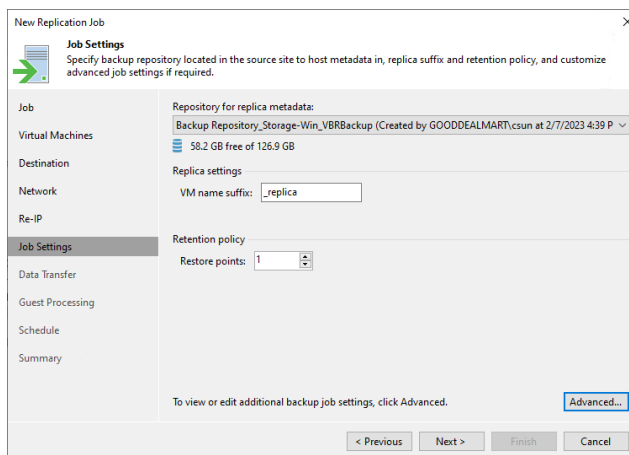 New Replication Job
Job Settings
Specify backup repository located in the source site to host metadata in, replica suffix and retention policy, and customize
advanced job settings if required.
Job
Virtual Machines
Destination
Network
Re-IP
Job Settings
Data Transfer
Guest Processing
Schedule
Summary
Repository for replica metadata:
Backup Repository_Storage-Win_VBRBackup (Created by GOODDEALMART\csun at 2/7/2023 4:39 P
58.2 GB free of 126.9 GB
Replica settings
VM name suffix: _replica
Retention policy
Restore points: 1
To view or edit additional backup job settings, click Advanced. Advanced...
< Previous Next > Finish Cancel